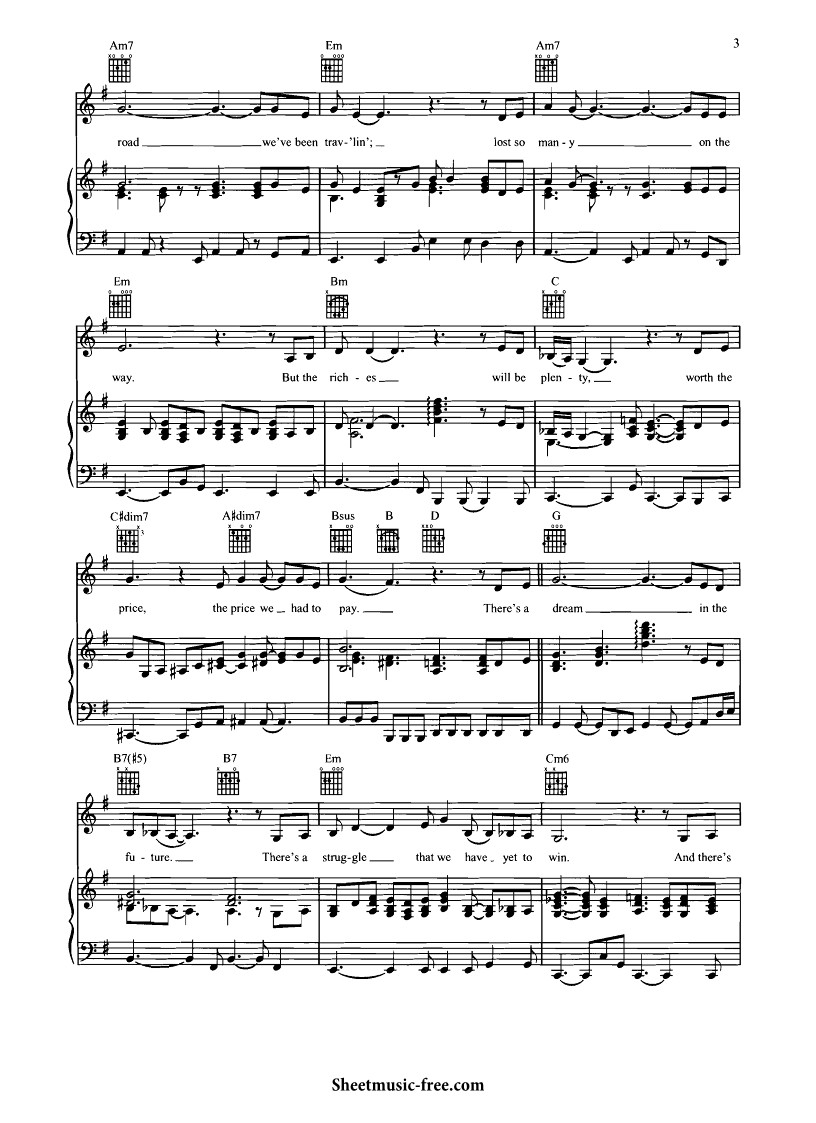 3
Am7 Em Am7
road we've been trav-'lin'; lost so man - y on the
Em Bm C
way. But the rich - es will be plen - ty, worth the
C♯dim7 A♯dim7 Bsus B D G
price, the price we had to pay. There's a dream in the
B7(♯5) B7 Em Cm6
fu - ture. There's a strug-gle that we have yet to win. And there's
Sheetmusic-free.com